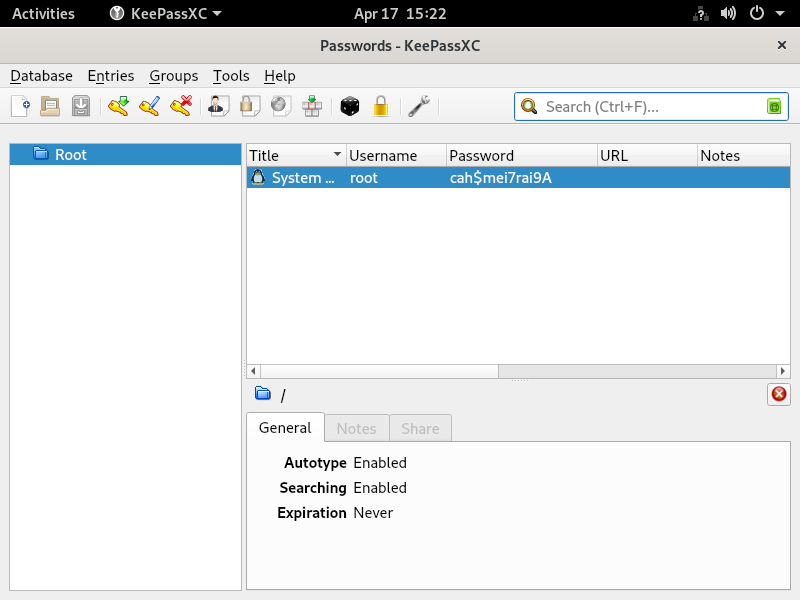 Activities KeePassXC Apr 17 15:22
Passwords - KeePassXC
Database Entries Groups Tools Help
Search (Ctrl+F)...
Root
Title Username Password URL Notes
System ... root cah$mei7rai9A
/
General Notes Share
Autotype Enabled
Searching Enabled
Expiration Never